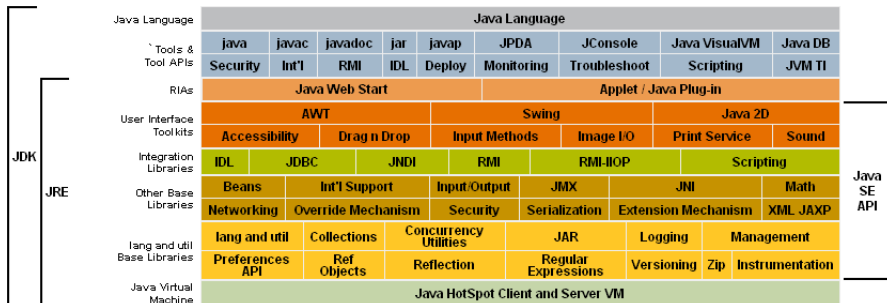 Java Language Java Language
`Tools & Tool APIs java javac javadoc jar javap JPDA JConsole Java VisualVM Java DB
Security Int'l RMI IDL Deploy Monitoring Troubleshoot Scripting JVM TI
RIAs Java Web Start Applet / Java Plug-in
User Interface Toolkits AWT Swing Java 2D
Accessibility Drag n Drop Input Methods Image I/O Print Service Sound
Integration Libraries IDL JDBC JNDI RMI RMI-IIOP Scripting
JDK
JRE
Java SE API
Other Base Libraries Beans Int'l Support Input/Output JMX JNI Math
Networking Override Mechanism Security Serialization Extension Mechanism XML JAXP
lang and util Base Libraries lang and util Collections Concurrency Utilities JAR Logging Management
Preferences API Ref Objects Reflection Regular Expressions Versioning Zip Instrumentation
Java Virtual Machine Java HotSpot Client and Server VM